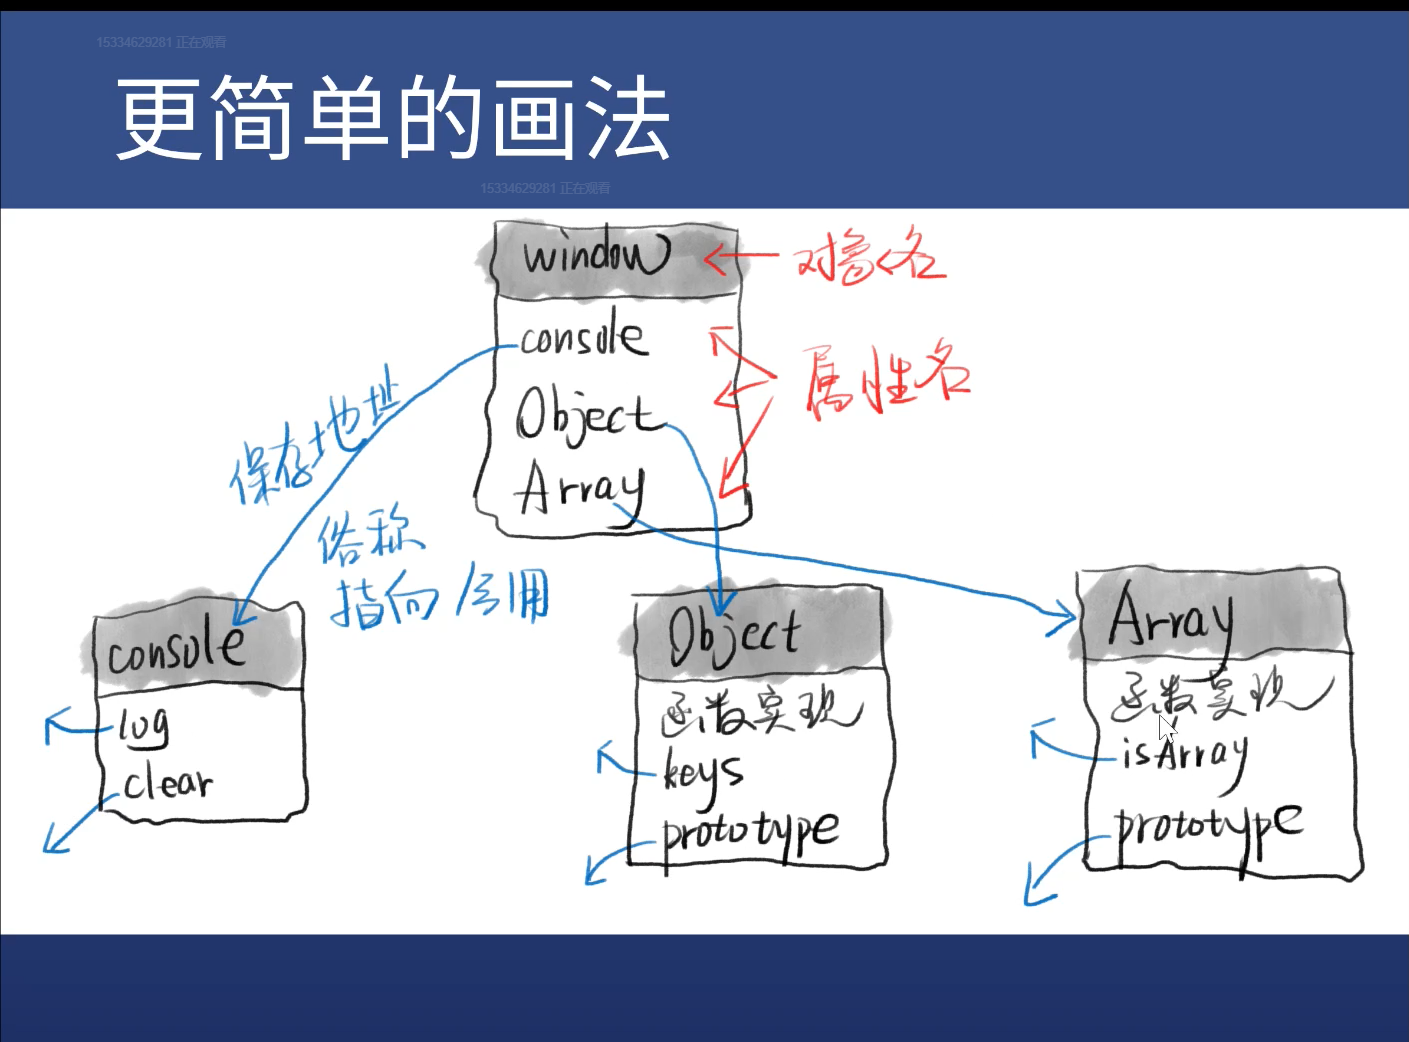 15334629281 正在观看
更简单的画法
15334629281 正在观看
window
对象名
console
属性名
Object
Array
保存地址
俗称
指向/引用
console
log
clear
Object
函数实现
keys
prototype
Array
函数实现
isArray
prototype